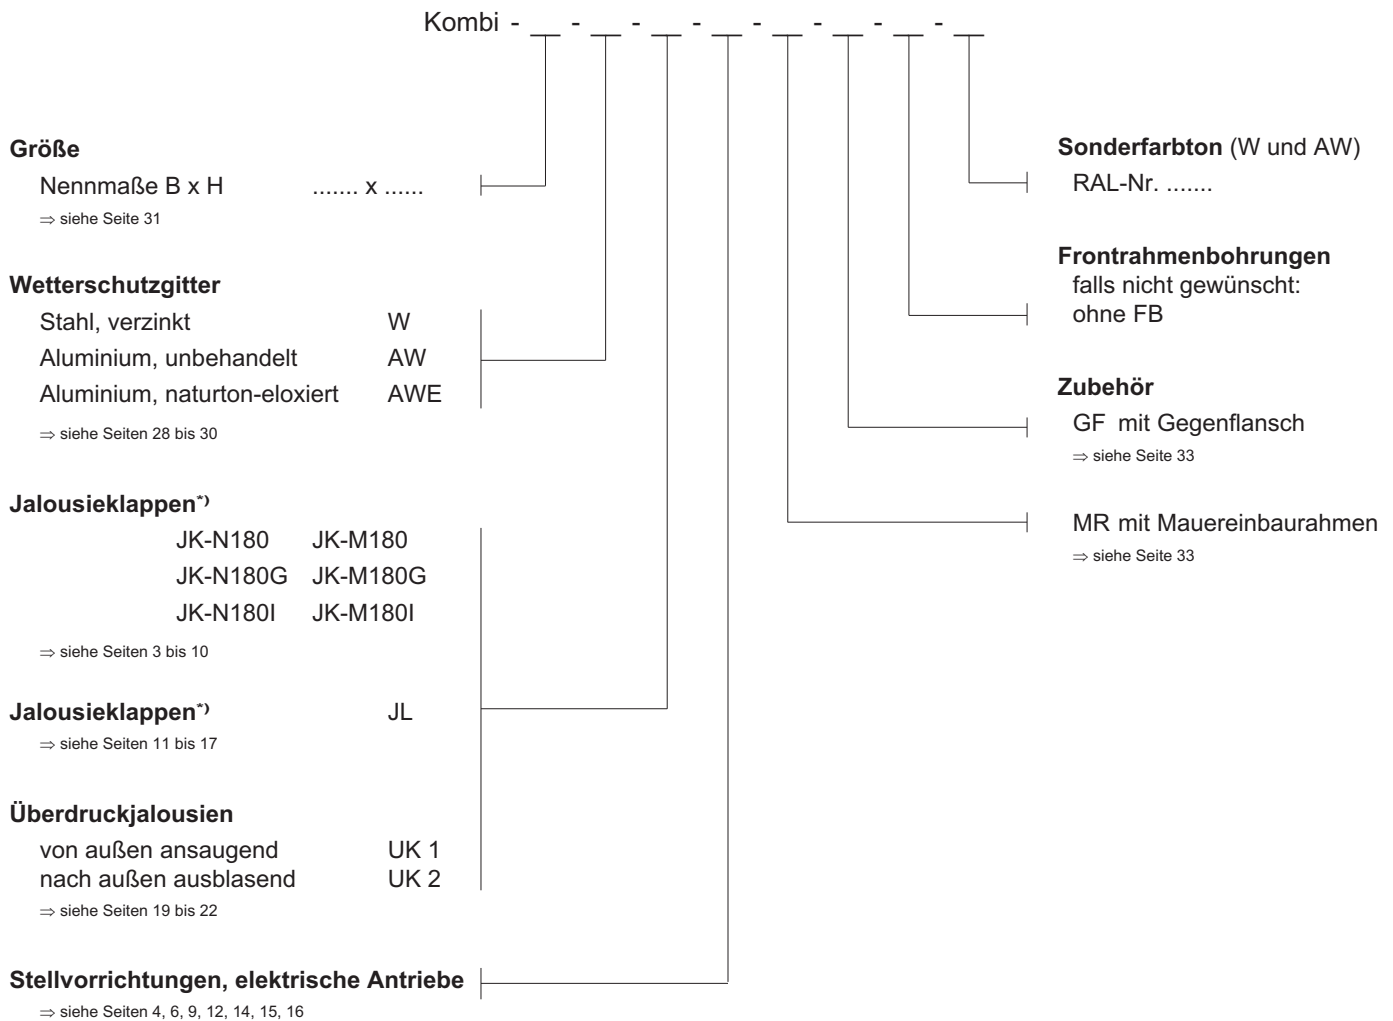 Kombi - __ - __ - __ - __ - __ - __ - __ - __
Größe
Nennmaße B x H ....... x ......
⇒ siehe Seite 31
Wetterschutzgitter
Stahl, verzinkt W
Aluminium, unbehandelt AW
Aluminium, naturton-eloxiert AWE
⇒ siehe Seiten 28 bis 30
Jalousieklappen*)
JK-N180 JK-M180
JK-N180G JK-M180G
JK-N180I JK-M180I
⇒ siehe Seiten 3 bis 10
Jalousieklappen*) JL
⇒ siehe Seiten 11 bis 17
Überdruckjalousien
von außen ansaugend UK 1
nach außen ausblasend UK 2
⇒ siehe Seiten 19 bis 22
Stellvorrichtungen, elektrische Antriebe
⇒ siehe Seiten 4, 6, 9, 12, 14, 15, 16
Sonderfarbton (W und AW)
RAL-Nr. .......
Frontrahmenbohrungen
falls nicht gewünscht:
ohne FB
Zubehör
GF mit Gegenflansch
⇒ siehe Seite 33
MR mit Mauereinbaurahmen
⇒ siehe Seite 33